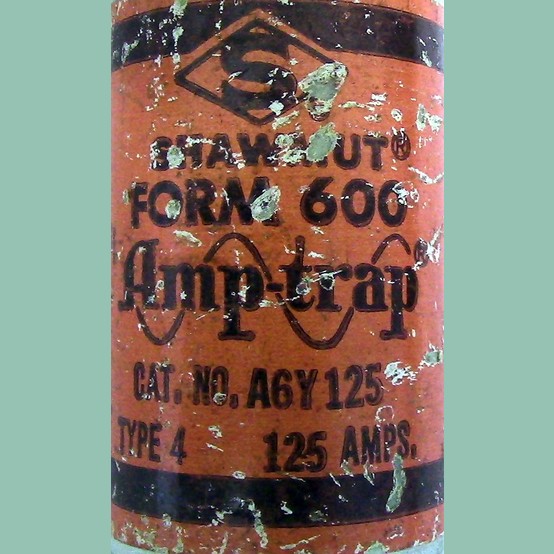 S
SHAWMUT®
FORM 600
Amp-trap®
CAT. NO. A6Y125
TYPE 4 125 AMPS.